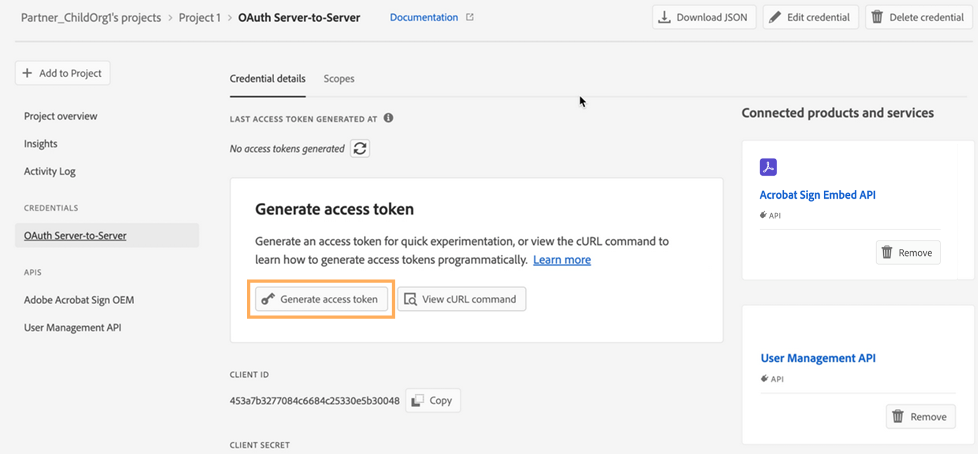 Partner_ChildOrg1's projects > Project 1 > OAuth Server-to-Server Documentation Download JSON Edit credential Delete credential
+ Add to Project
Project overview
Insights
Activity Log
CREDENTIALS
OAuth Server-to-Server
APIS
Adobe Acrobat Sign OEM
User Management API
Credential details Scopes
LAST ACCESS TOKEN GENERATED AT
No access tokens generated
Generate access token
Generate an access token for quick experimentation, or view the cURL command to
learn how to generate access tokens programmatically. Learn more
Generate access token View cURL command
CLIENT ID
453a7b3277084c6684c25330e5b30048 Copy
CLIENT SECRET
Connected products and services
Acrobat Sign Embed API
API
Remove
User Management API
API
Remove